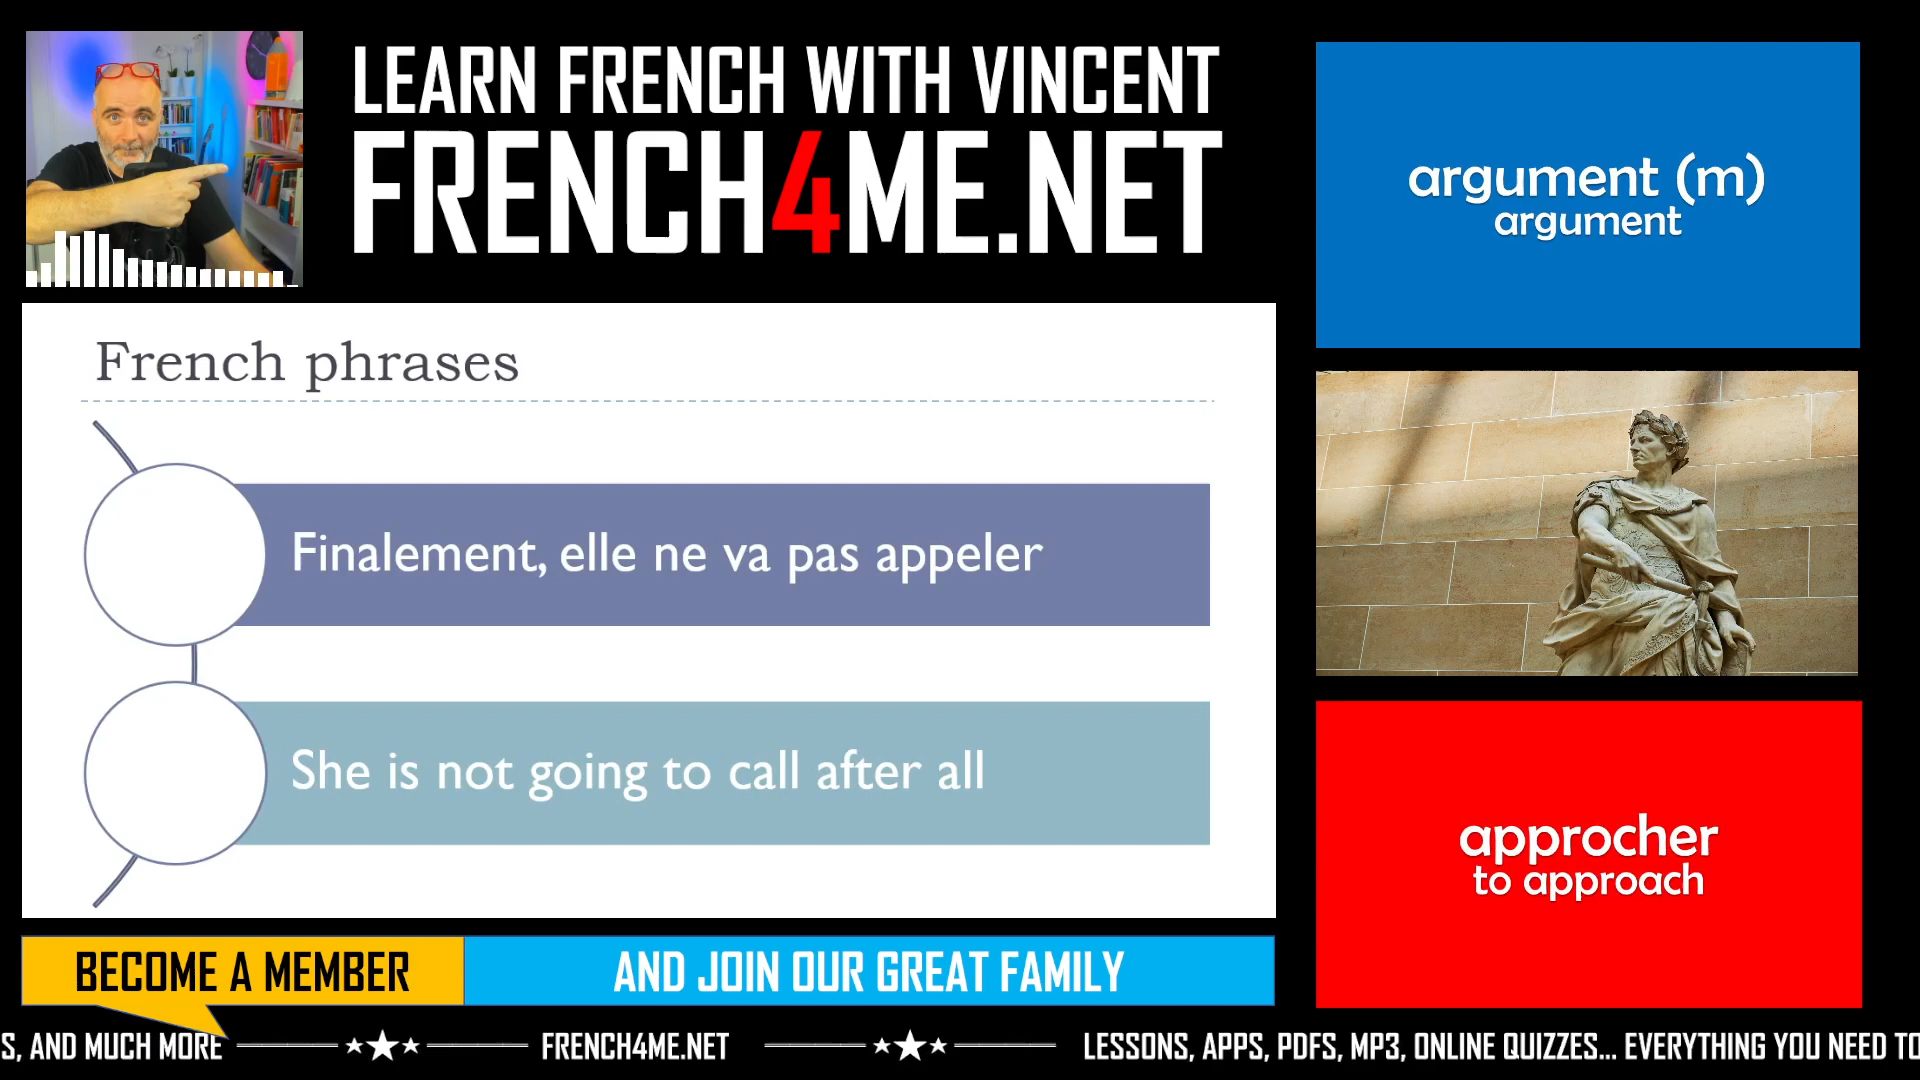 LEARN FRENCH WITH VINCENT
FRENCH4ME.NET
French phrases
Finalement, elle ne va pas appeler
She is not going to call after all
argument (m)
argument
approcher
to approach
BECOME A MEMBER
AND JOIN OUR GREAT FAMILY
S, AND MUCH MORE FRENCH4ME.NET LESSONS, APPS, PDFS, MP3, ONLINE QUIZZES... EVERYTHING YOU NEED TO